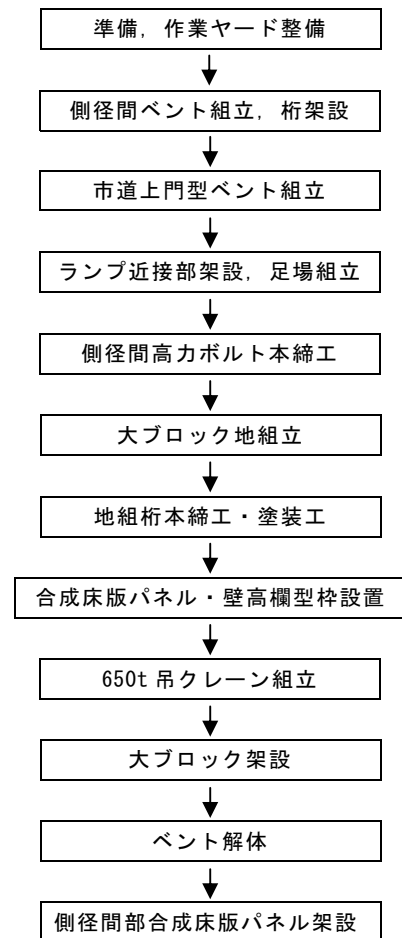 準備，作業ヤード整備
側径間ベント組立，桁架設
市道上門型ベント組立
ランプ近接部架設，足場組立
側径間高力ボルト本締工
大ブロック地組立
地組桁本締工・塗装工
合成床版パネル・壁高欄型枠設置
650t 吊クレーン組立
大ブロック架設
ベント解体
側径間部合成床版パネル架設